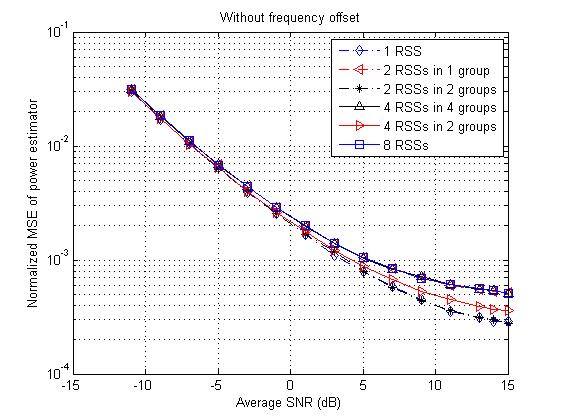 Without frequency offset
10^-1
10^-2
10^-3
10^-4
Normalized MSE of power estimator
1 RSS
2 RSSs in 1 group
2 RSSs in 2 groups
4 RSSs in 4 groups
4 RSSs in 2 groups
8 RSSs
-15 -10 -5 0 5 10 15
Average SNR (dB)